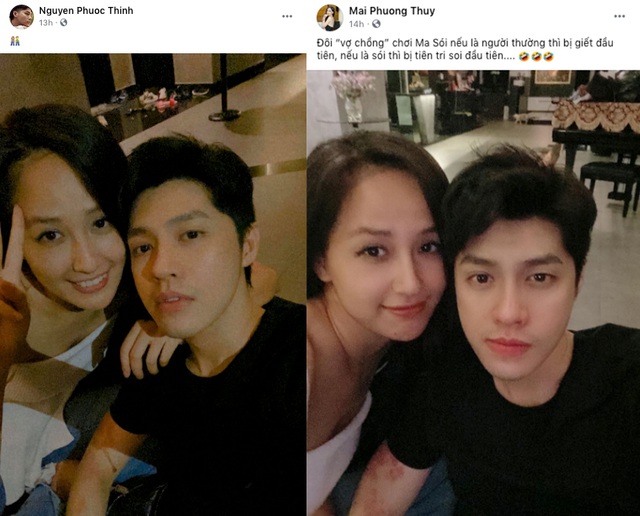 Nguyen Phuoc Thinh
13h
Mai Phuong Thuy
14h
Đôi "vợ chồng" chơi Ma Sói nếu là người thường thì bị giết đầu
tiên, nếu là sói thì bị tiên tri soi đầu tiên.... 🤣🤣🤣